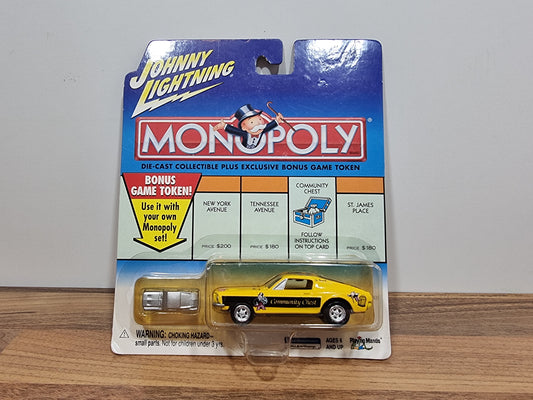 JOHNNY
LIGHTNING
MONOPOLY
DIE-CAST COLLECTIBLE PLUS EXCLUSIVE BONUS GAME TOKEN
BONUS
GAME TOKEN!
Use it with
your own
Monopoly
set!
NEW YORK
AVENUE
PRICE $200
TENNESSEE
AVENUE
PRICE $180
COMMUNITY
CHEST
FOLLOW
INSTRUCTIONS
ON TOP CARD
ST. JAMES
PLACE
PRICE $180
Community Chest
WARNING: CHOKING HAZARD-
small parts. Not for children under 3 yrs.
AGES 4
AND UP
Playing Mantis